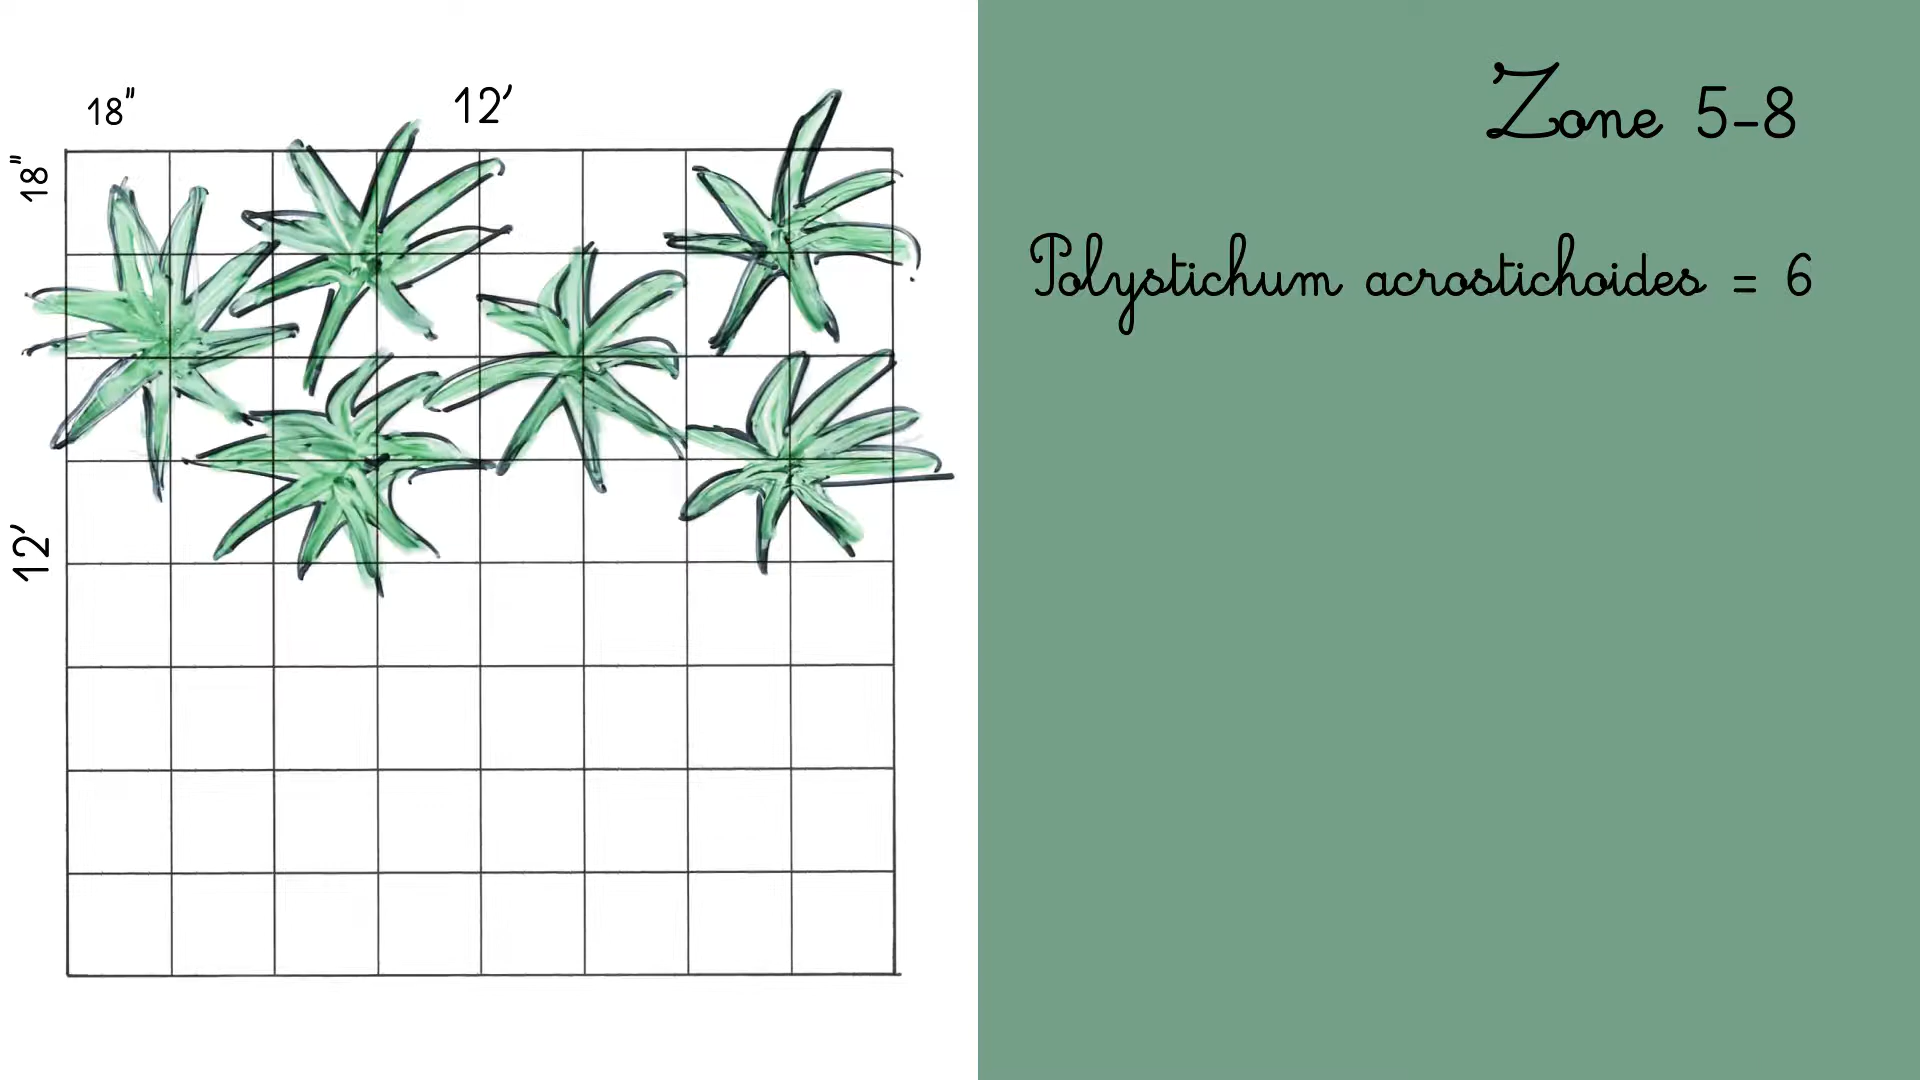 18"
12'
18"
12'
Zone 5-8
Polystichum acrostichoides = 6